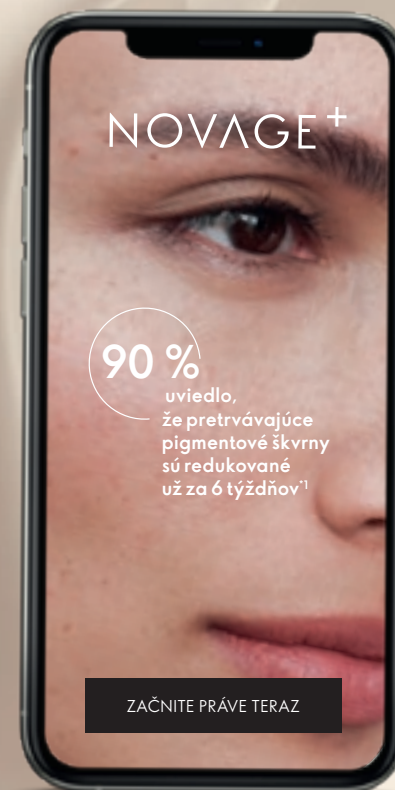 NOVAGE+
90 %
uviedlo,
že pretrvávajúce
pigmentové škvrny
sú redukované
už za 6 týždňov*1
ZAČNITE PRÁVE TERAZ